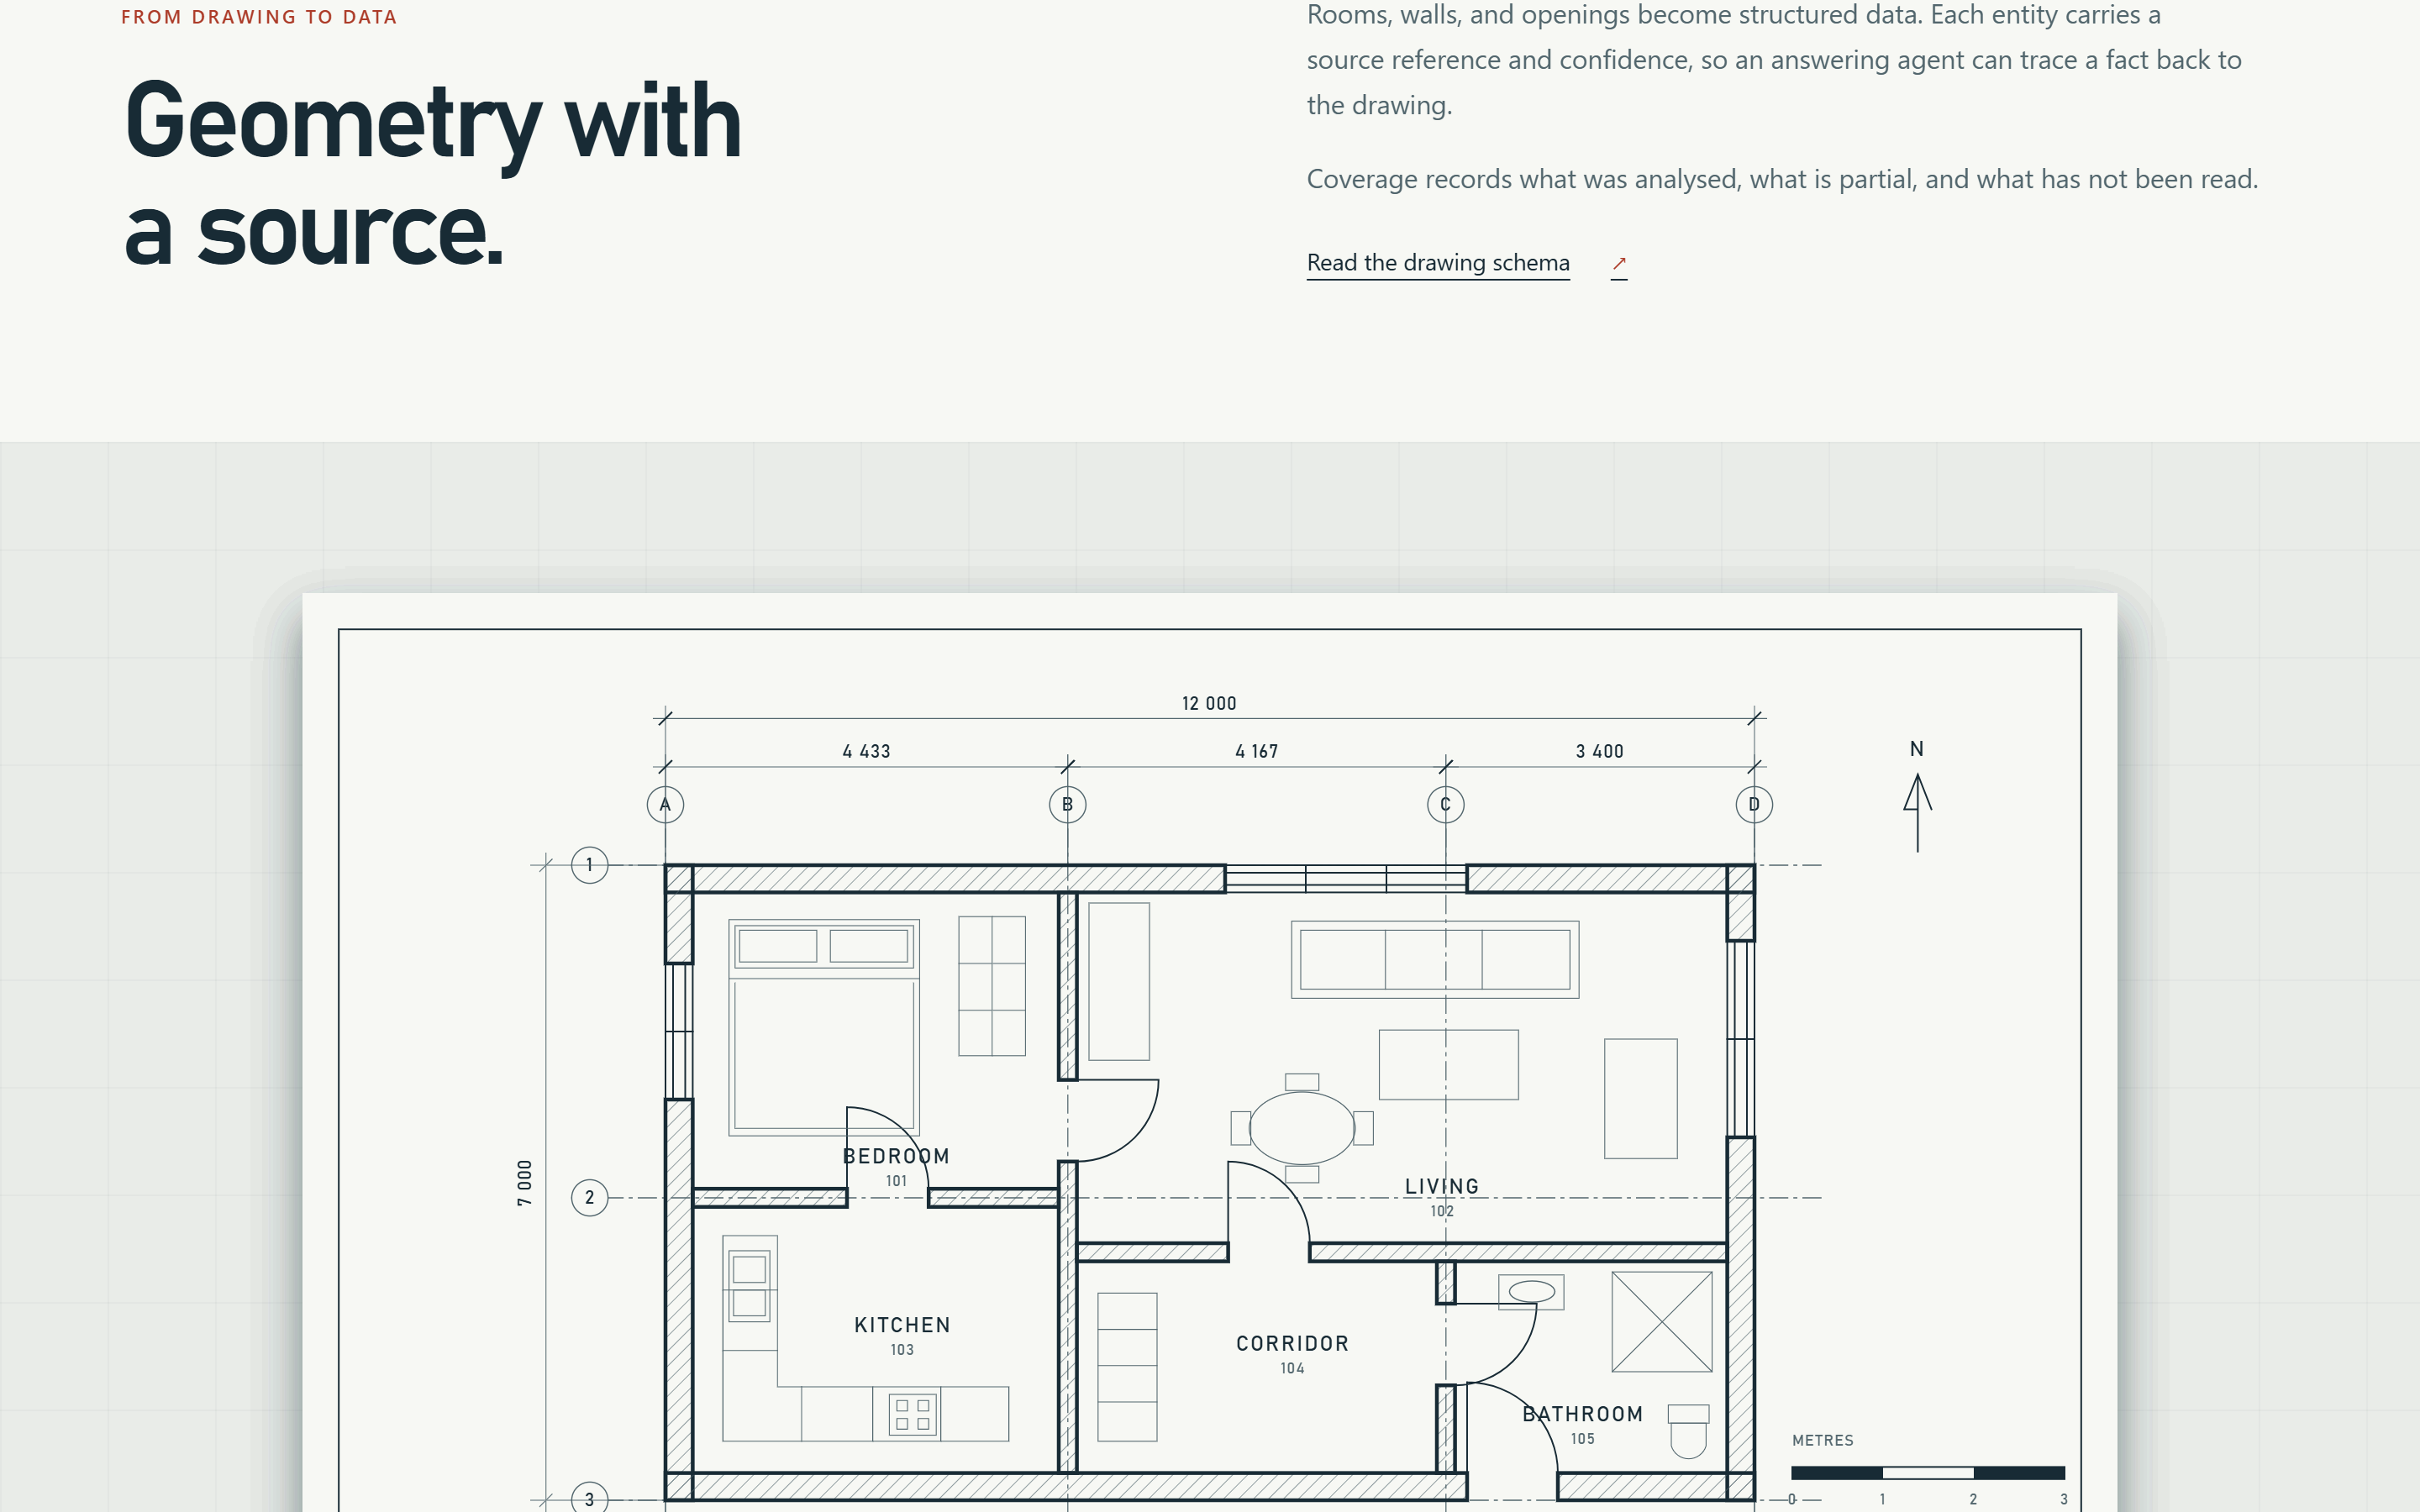 FROM DRAWING TO DATA
Geometry with
a source.
Rooms, walls, and openings become structured data. Each entity carries a
source reference and confidence, so an answering agent can trace a fact back to
the drawing.
Coverage records what was analysed, what is partial, and what has not been read.
Read the drawing schema ↗
12 000
4 433 4 167 3 400
N
A B C D
1
BEDROOM
101
7 000
2
LIVING
102
KITCHEN
103
CORRIDOR
104
BATHROOM
105
METRES
3
0 1 2 3